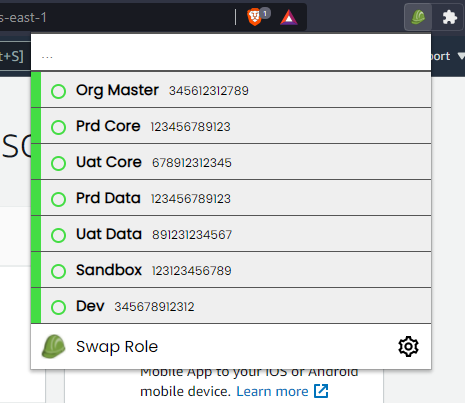 s-east-1
1
t+S]
...
ort
Org Master 345612312789
Prd Core 123456789123
Uat Core 678912312345
Prd Data 123456789123
Uat Data 891231234567
Sandbox 123123456789
Dev 345678912312
Swap Role
Mobile App to your iOS or Android
mobile device. Learn more